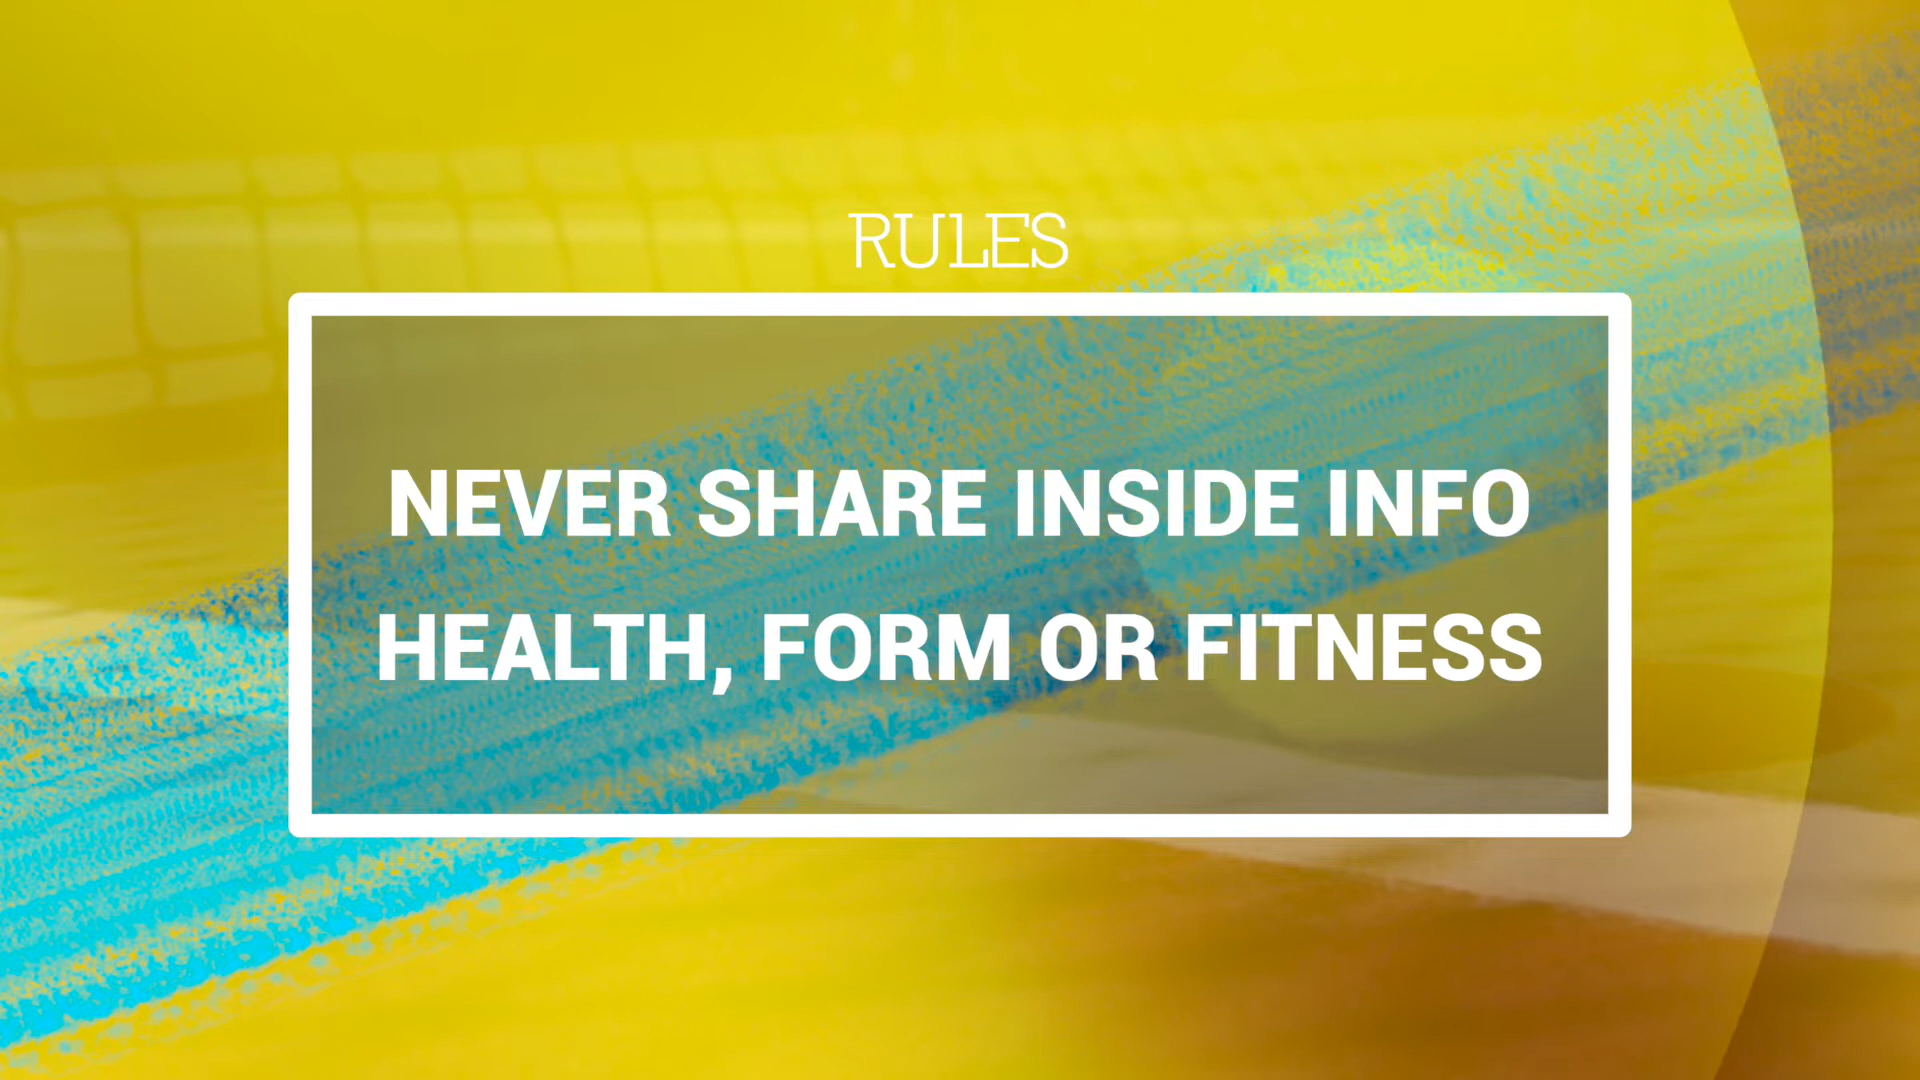 RULES
NEVER SHARE INSIDE INFO
HEALTH, FORM OR FITNESS